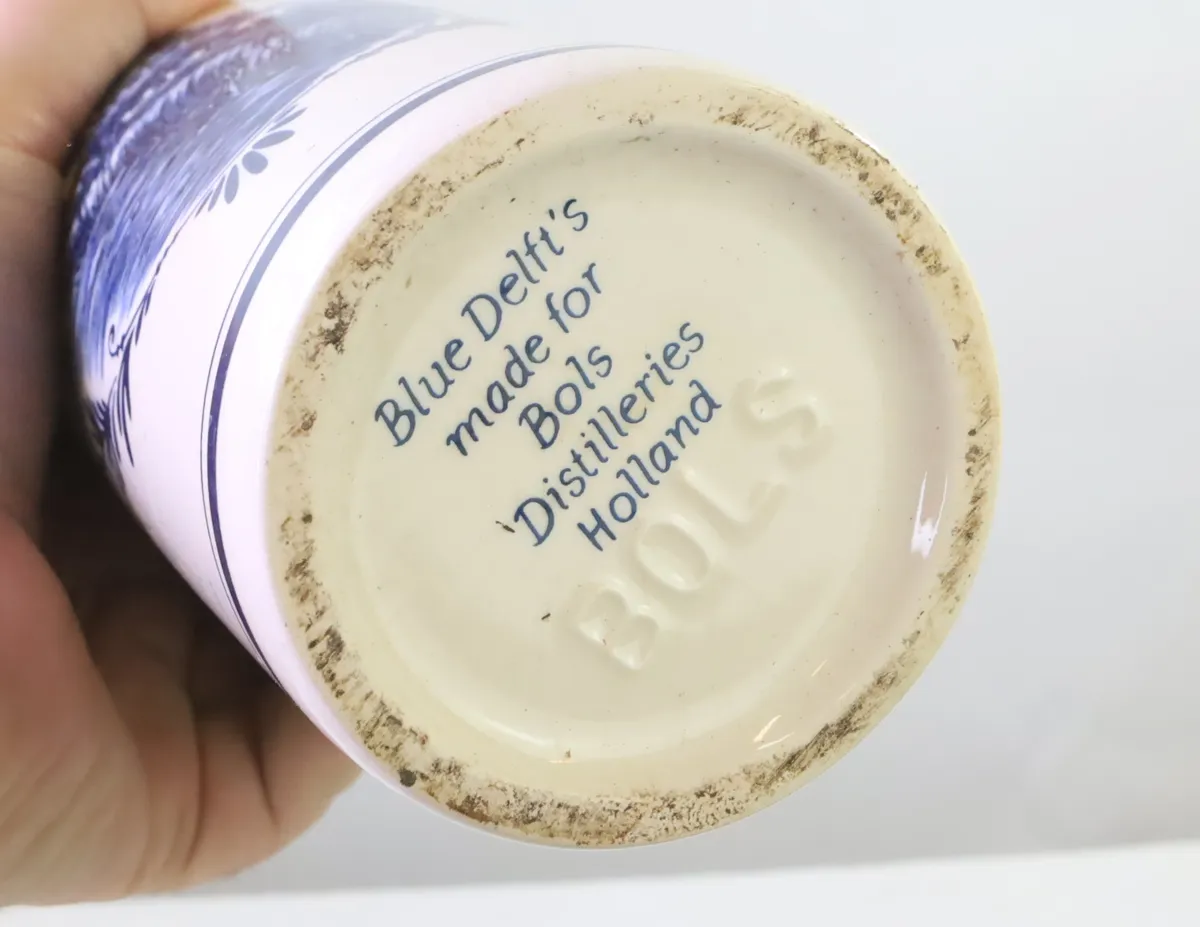 Blue Delft's
made for
Bols
Distilleries
Holland
BOLS